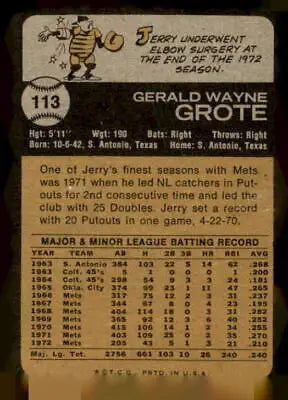 JERRY UNDERWENT
ELBOW SURGERY AT
THE END OF THE 1972
SEASON.
113
GERALD WAYNE
GROTE
Hgt: 5'11" Wgt: 190 Bats: Right Throws: Right
Born: 10-6-42, S. Antonio, Texas Home: S. Antonio, Texas
One of Jerry's finest seasons with Mets
was 1971 when he led NL catchers in Put-
outs for 2nd consecutive time and led the
club with 25 Doubles. Jerry set a record
with 20 Putouts in one game, 4-22-70.
MAJOR & MINOR LEAGUE BATTING RECORD
YEAR TEAM AB H 2B 3B HR RBI AVG.
1963 S. Antonio 384 103 22 5 14 62 .268
1963 Colt. 45's 5 1 0 0 0 1 .200
1964 Colt. 45's 298 54 9 3 3 24 .181
1965 Okla. City 374 99 23 1 11 47 .265
1966 Mets 317 75 12 2 3 31 .237
1967 Mets 344 67 8 0 4 23 .195
1968 Mets 404 114 18 0 3 31 .282
1969 Mets 365 92 12 3 6 40 .252
1970 Mets 415 106 14 1 2 34 .255
1971 Mets 403 109 25 0 2 35 .270
1972 Mets 205 43 5 1 3 21 .210
Maj. Lg. Tot. 2756 661 103 10 26 240 .240
© T.C.G. PRTD. IN U.S.A.